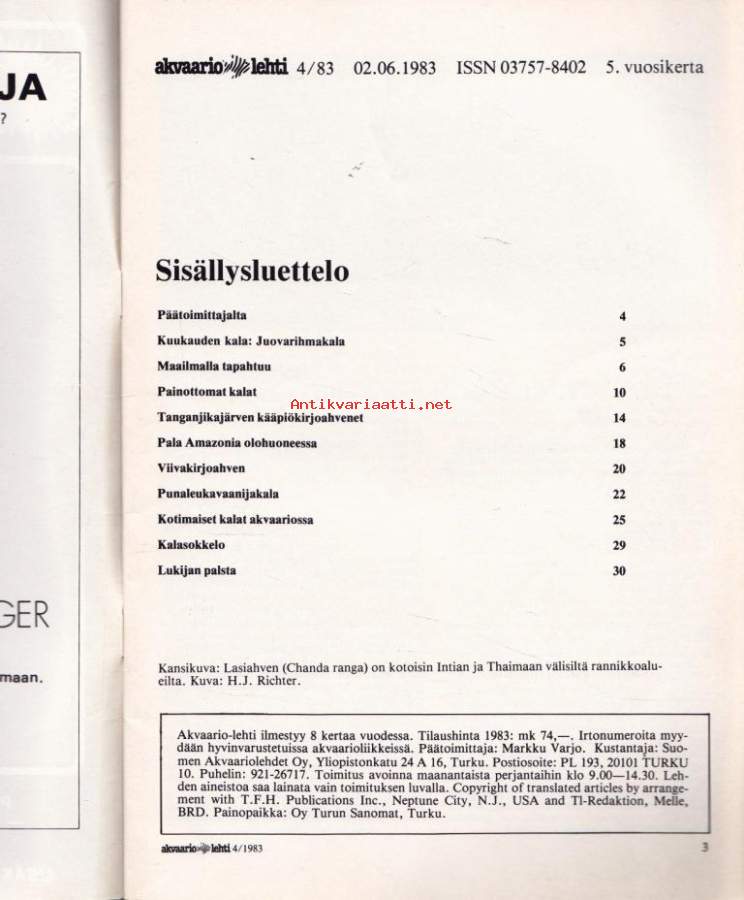 JA
?
GER
maan.
akvaario lehti 4/83 02.06.1983 ISSN 03757-8402 5. vuosikerta
Sisällysluettelo
Päätoimittajalta 4
Kuukauden kala: Juovarihmakala 5
Maailmalla tapahtuu 6
Painottomat kalat 10
Antikvariaatti.net
Tanganjikajärven kääpiökirjoahvenet 14
Pala Amazonia olohuoneessa 18
Viivakirjoahven 20
Punaleukavaanijakala 22
Kotimaiset kalat akvaariossa 25
Kalasokkelo 29
Lukijan palsta 30
Kansikuva: Lasiahven (Chanda ranga) on kotoisin Intian ja Thaimaan välisiltä rannikkoalu-
eilta. Kuva: H.J. Richter.
Akvaario-lehti ilmestyy 8 kertaa vuodessa. Tilaushinta 1983: mk 74,—. Irtonumeroita myy-
dään hyvinvarustetuissa akvaarioliikkeissä. Päätoimittaja: Markku Varjo. Kustantaja: Suo-
men Akvaariolehdet Oy, Yliopistonkatu 24 A 16, Turku. Postiosoite: PL 193, 20101 TURKU
10. Puhelin: 921-26717. Toimitus avoinna maanantaista perjantaihin klo 9.00—14.30. Leh-
den aineistoa saa lainata vain toimituksen luvalla. Copyright of translated articles by arrange-
ment with T.F.H. Publications Inc., Neptune City, N.J., USA and TI-Redaktion, Melle,
BRD. Painopaikka: Oy Turun Sanomat, Turku.
akvaario lehti 4/1983 3